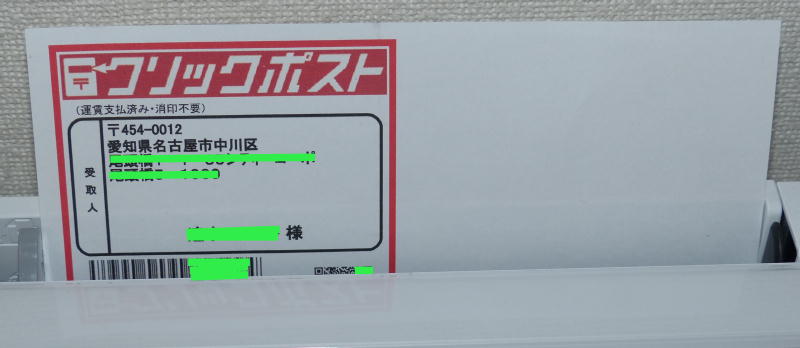 クリックポスト
(運賃支払済み・消印不要)
受取人
〒454-0012
愛知県名古屋市中川区
様